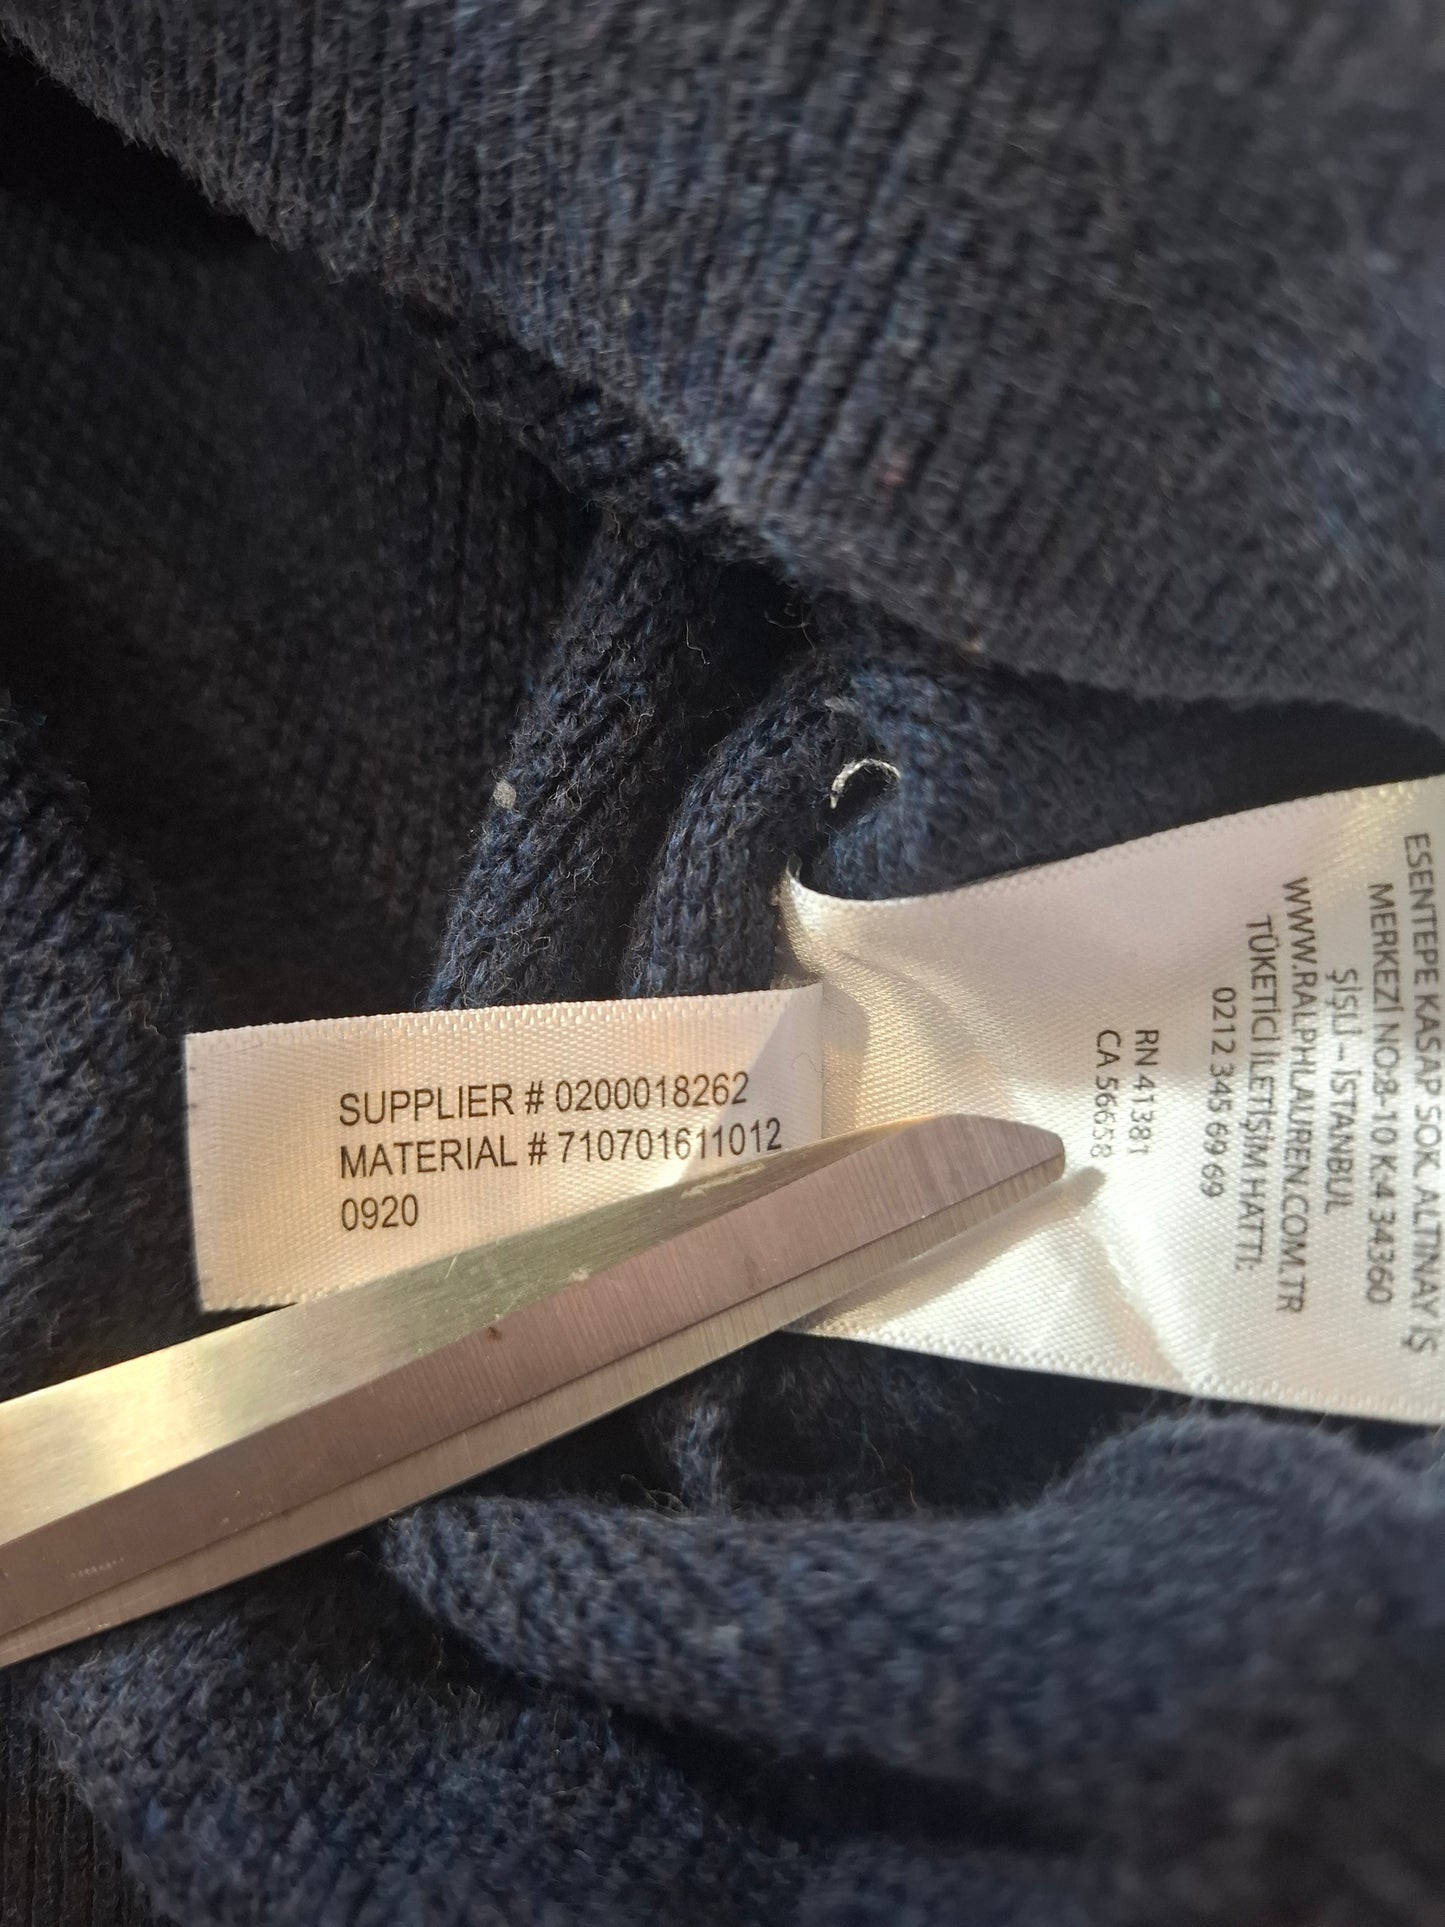 SUPPLIER # 0200018262
MATERIAL # 710701611012
0920
ESENTEPE KASAP SOK. ALTINAY İŞ
MERKEZİ NO:8-10 K:4 34360
ŞİŞLİ – İSTANBUL
WWW.RALPHLAUREN.COM.TR
TÜKETİCİ İLETİŞİM HATTI:
0212 345 69 69
RN 41381
CA 56658